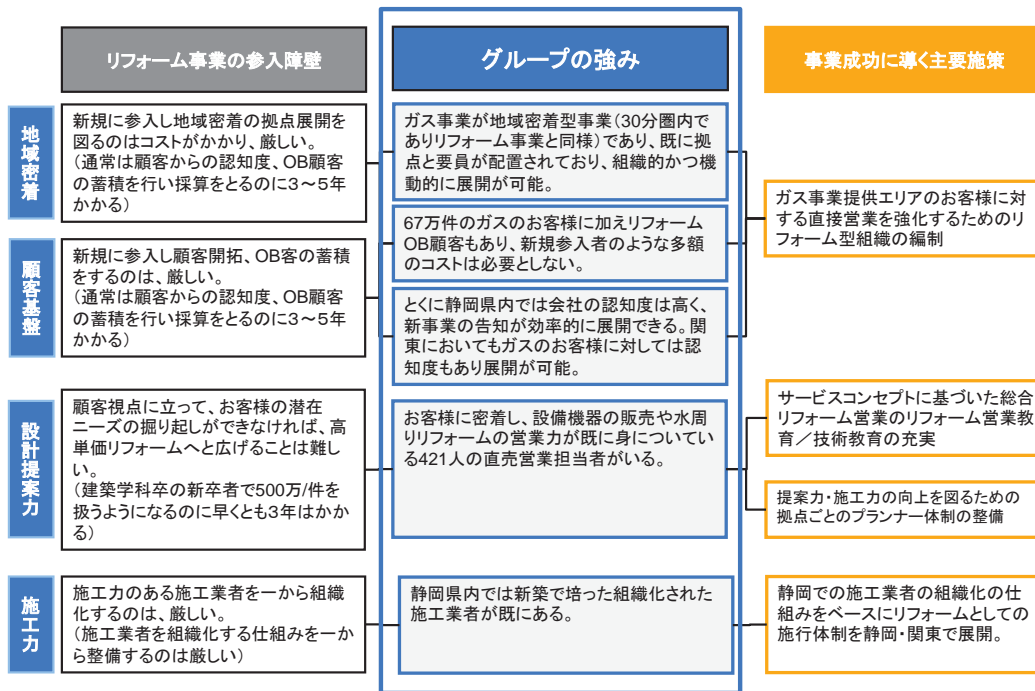 リフォーム事業の参入障壁
グループの強み
事業成功に導く主要施策
地域密着
新規に参入し地域密着の拠点展開を
図るのはコストがかかり、厳しい。
(通常は顧客からの認知度、OB顧客
の蓄積を行い採算をとるのに3～5年
かかる)
ガス事業が地域密着型事業(30分圏内で
ありリフォーム事業と同様)であり、既に拠
点と要員が配置されており、組織的かつ機
動的に展開が可能。
67万件のガスのお客様に加えリフォーム
OB顧客もあり、新規参入者のような多額
のコストは必要としない。
ガス事業提供エリアのお客様に対
する直接営業を強化するためのリ
フォーム型組織の編制
顧客基盤
新規に参入し顧客開拓、OB客の蓄積
をするのは、厳しい。
(通常は顧客からの認知度、OB顧客
の蓄積を行い採算をとるのに3～5年
かかる)
とくに静岡県内では会社の認知度は高く、
新事業の告知が効率的に展開できる。関
東においてもガスのお客様に対しては認
知度もあり展開が可能。
設計提案力
顧客視点に立って、お客様の潜在
ニーズの掘り起しができなければ、高
単価リフォームへと広げることは難し
い。
(建築学科卒の新卒者で500万/件を
扱うようになるのに早くとも3年はかか
る)
お客様に密着し、設備機器の販売や水周
りリフォームの営業力が既に身についてい
る421人の直売営業担当者がいる。
サービスコンセプトに基づいた総合
リフォーム営業のリフォーム営業教
育／技術教育の充実
提案力・施工力の向上を図るための
拠点ごとのプランナー体制の整備
施工力
施工力のある施工業者を一から組織
化するのは、厳しい。
(施工業者を組織化する仕組みを一か
ら整備するのは厳しい)
静岡県内では新築で培った組織化された
施工業者が既にある。
静岡での施工業者の組織化の仕
組みをベースにリフォームとしての
施行体制を静岡・関東で展開。